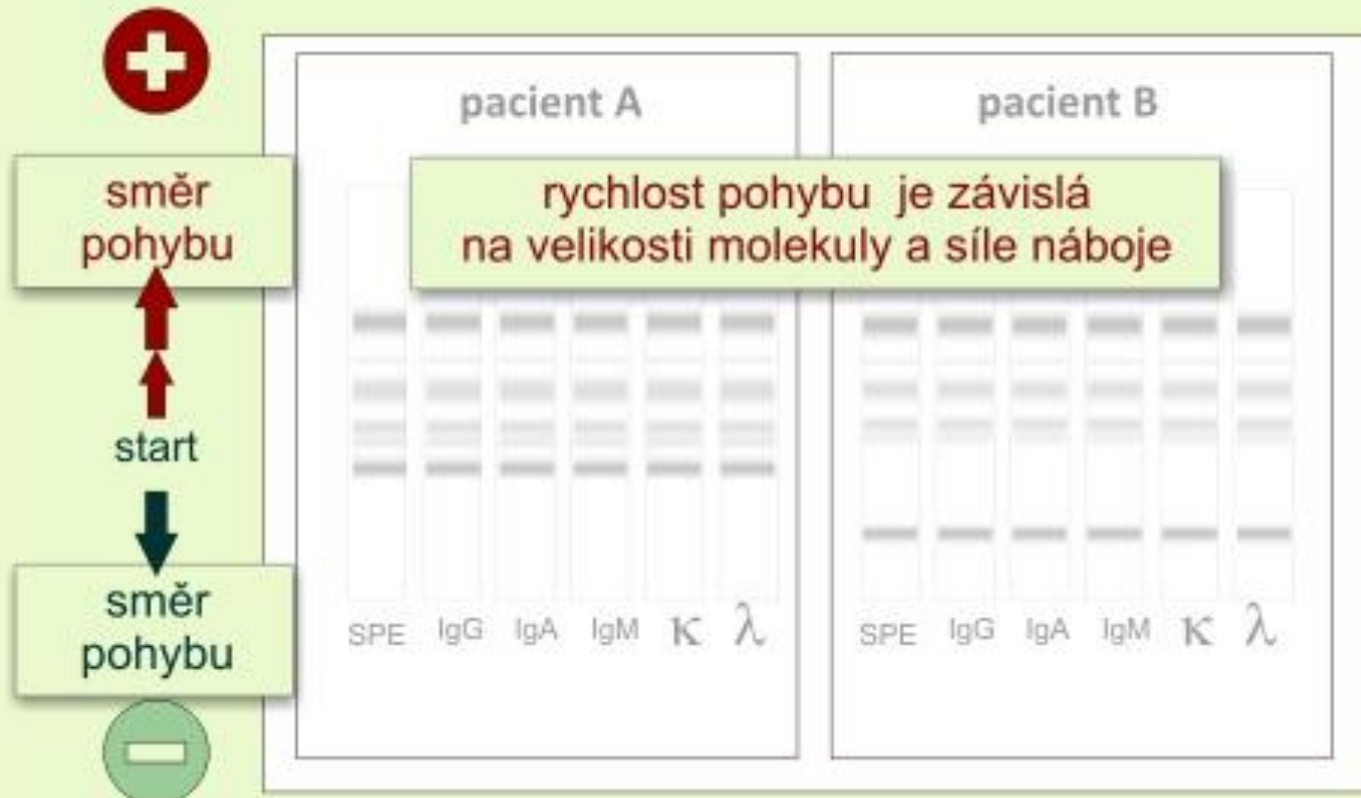 pacient A
pacient B
směr
pohybu
rychlost pohybu je závislá
na velikosti molekuly a síle náboje
start
směr
pohybu
SPE IgG IgA IgM κ λ
SPE IgG IgA IgM κ λ